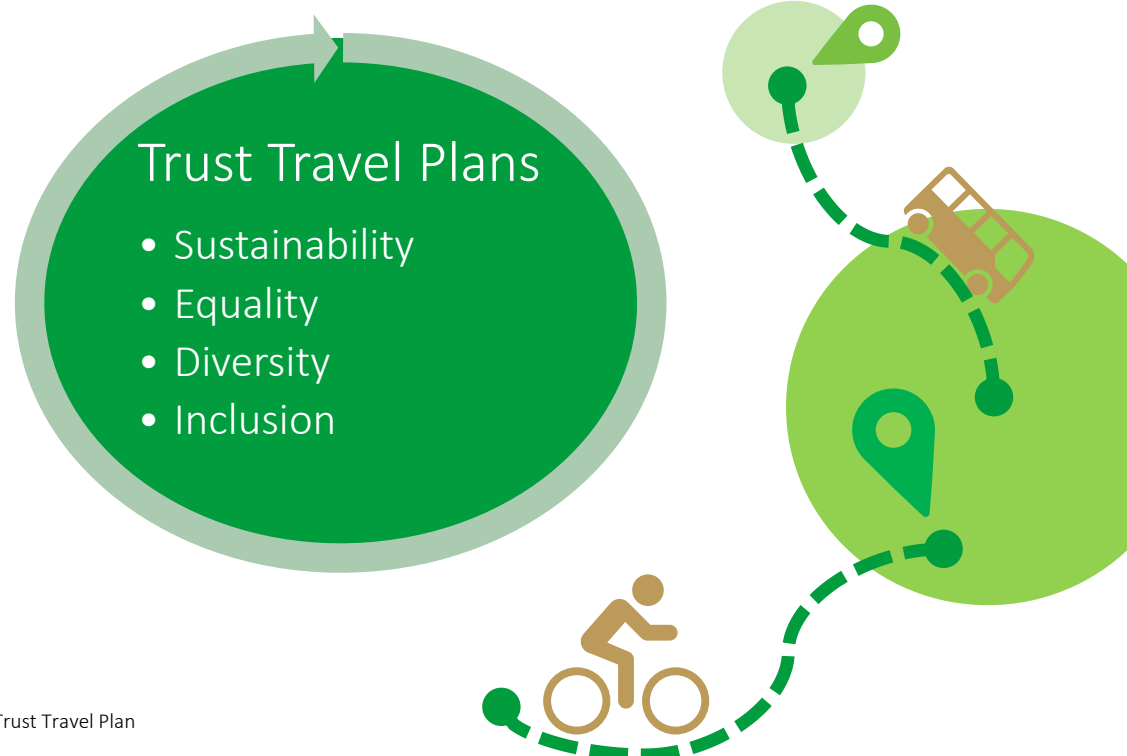 Trust Travel Plans
• Sustainability
• Equality
• Diversity
• Inclusion
Trust Travel Plan